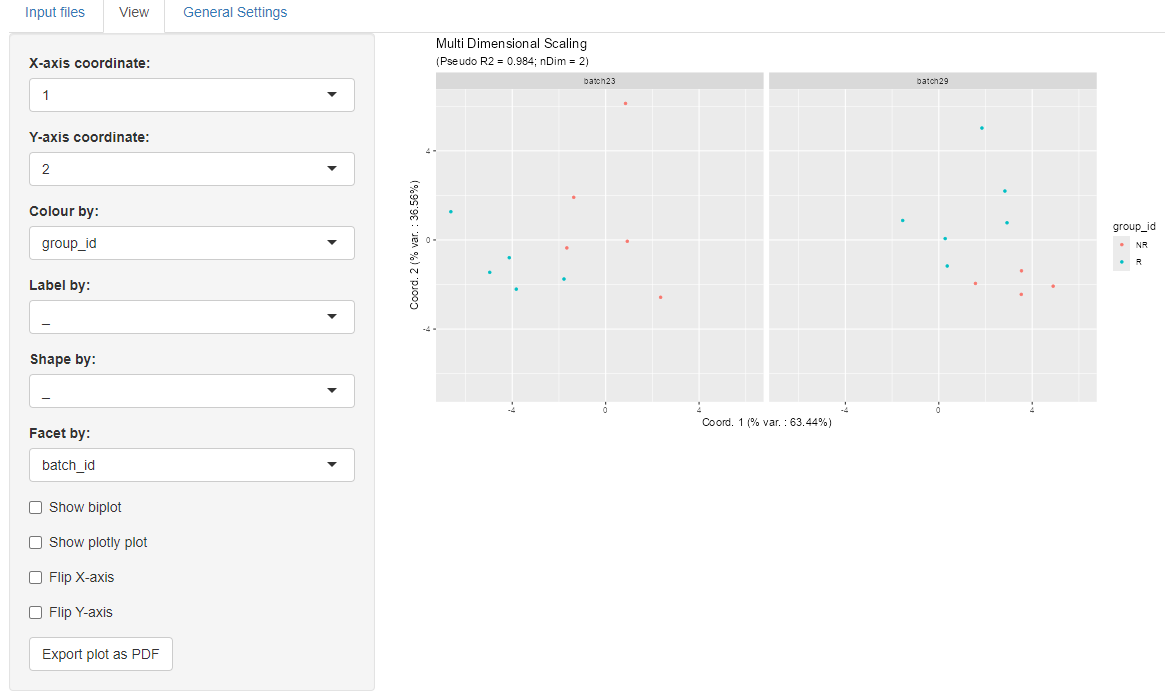 Input files
View
General Settings
X-axis coordinate:
1
Y-axis coordinate:
2
Colour by:
group_id
Label by:
_
Shape by:
_
Facet by:
batch_id
Show biplot
Show plotly plot
Flip X-axis
Flip Y-axis
Export plot as PDF
Multi Dimensional Scaling
(Pseudo R2 = 0.984; nDim = 2)
batch23
batch29
Coord. 2 (% var. : 36.56%)
4
0
-4
-4
0
4
-4
0
4
Coord. 1 (% var. : 63.44%)
group_id
NR
R